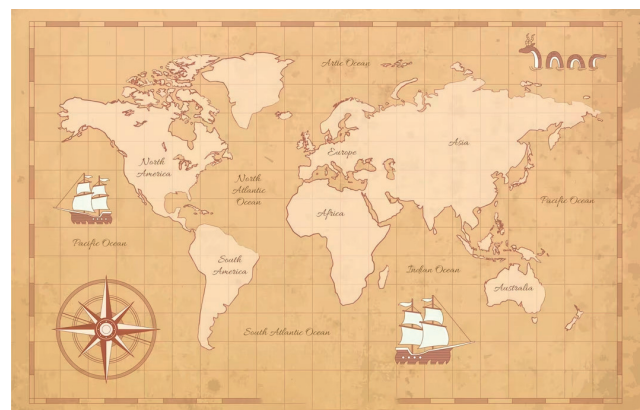 Artic Ocean
Asia
Europe
North
America
North
Atlantic
Ocean
Pacific Ocean
Africa
Pacific Ocean
South
America
Indian Ocean
Australia
South Atlantic Ocean